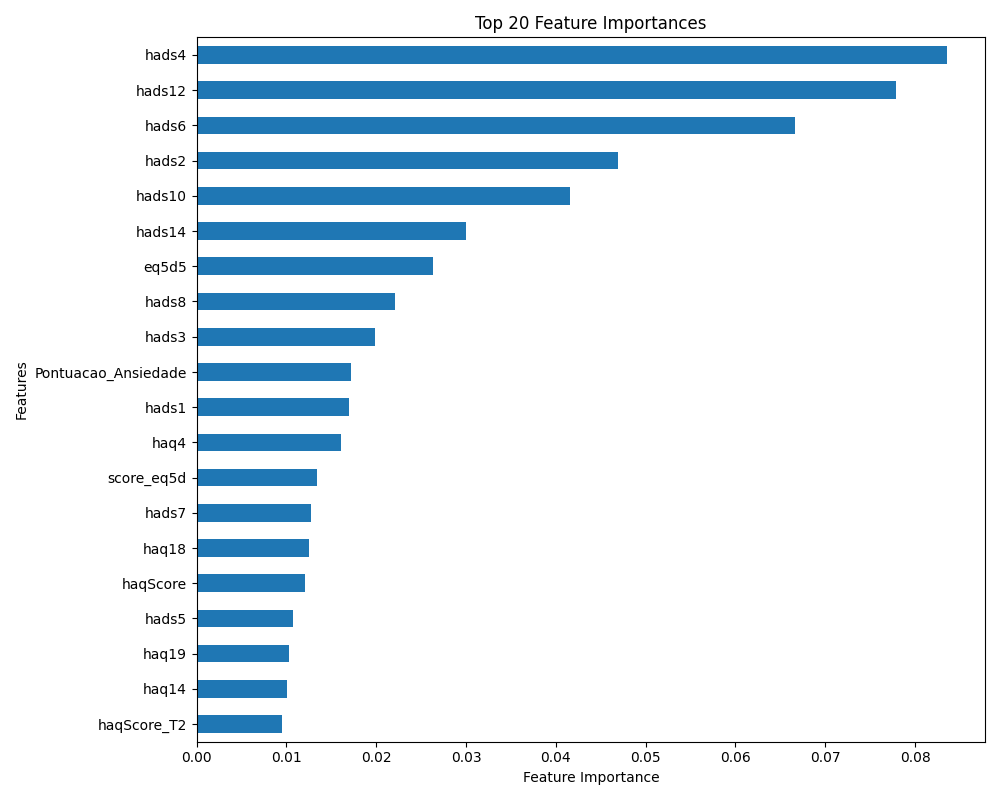 Top 20 Feature Importances
Features
hads4
hads12
hads6
hads2
hads10
hads14
eq5d5
hads8
hads3
Pontuacao_Ansiedade
hads1
haq4
score_eq5d
hads7
haq18
haqScore
hads5
haq19
haq14
haqScore_T2
0.00 0.01 0.02 0.03 0.04 0.05 0.06 0.07 0.08
Feature Importance